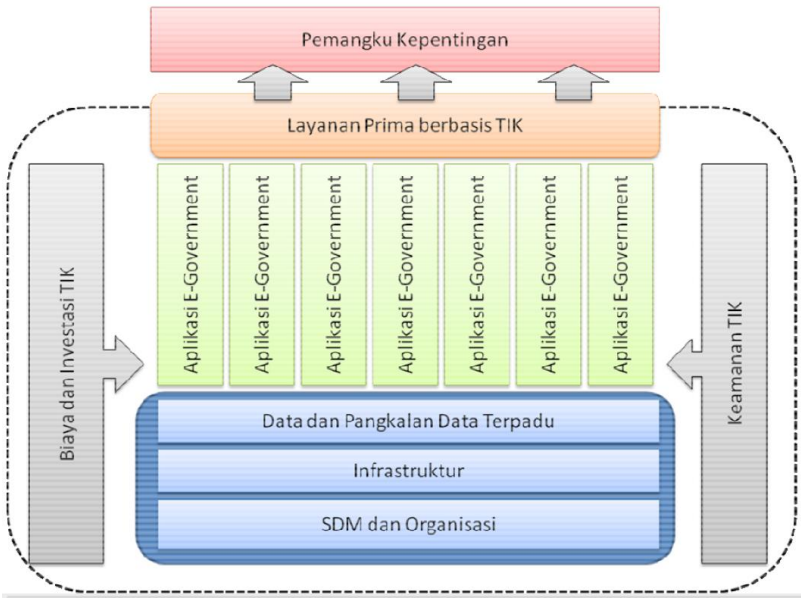 Pemangku Kepentingan
Layanan Prima berbasis TIK
Biaya dan Investasi TIK
Aplikasi E-Government
Aplikasi E-Government
Aplikasi E-Government
Aplikasi E-Government
Aplikasi E-Government
Aplikasi E-Government
Aplikasi E-Government
Keamanan TIK
Data dan Pangkalan Data Terpadu
Infrastruktur
SDM dan Organisasi